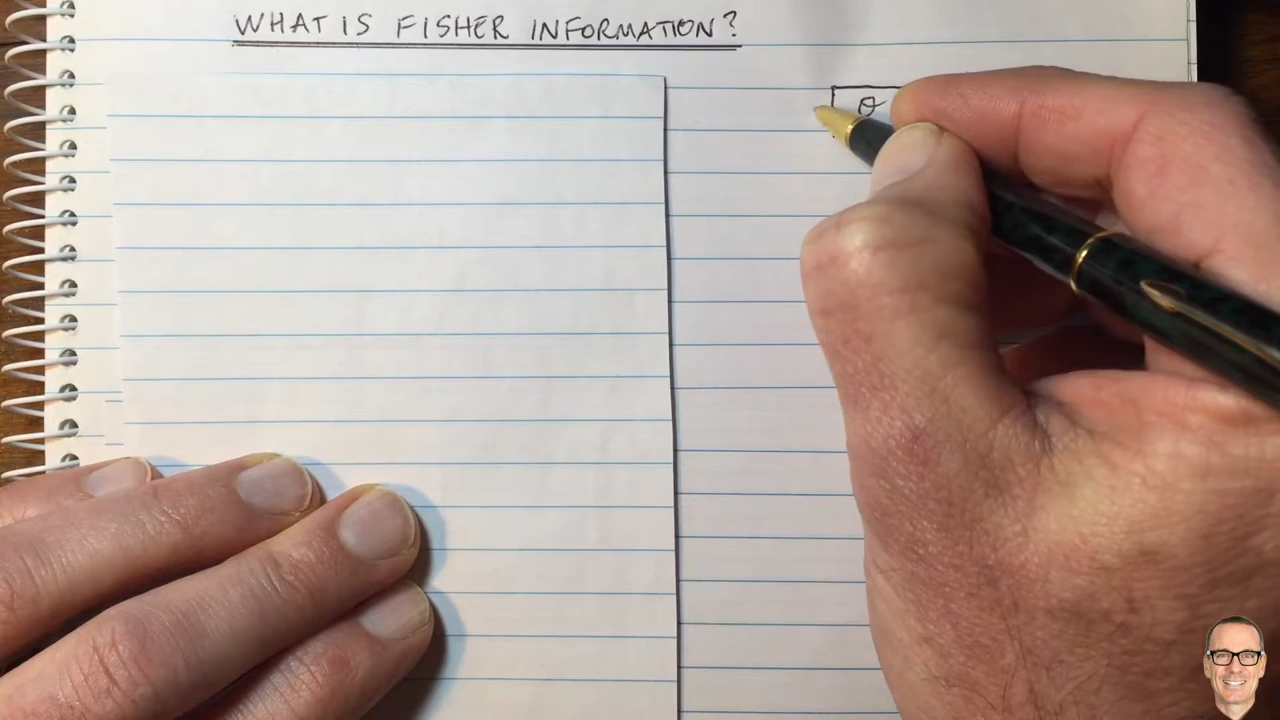 WHAT IS FISHER INFORMATION?
θ